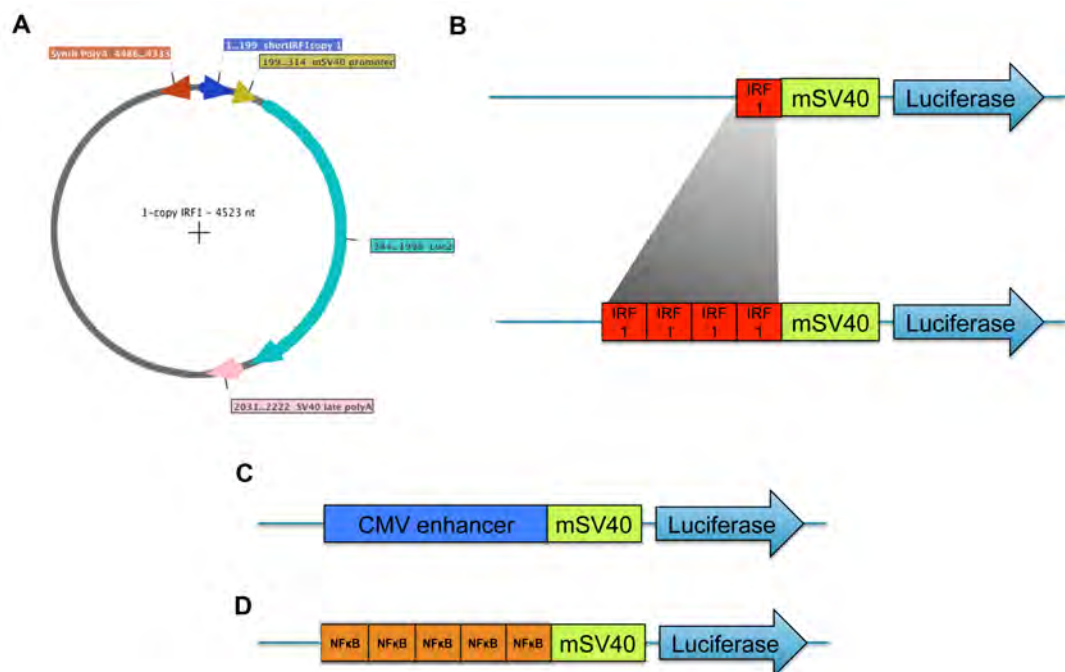 A
Synth PolyA
1...199 shortIRF1copy 1
199..314 mSV40 promoter
1-copy IRF1 - 4523 nt
Luc2
2031..2222 SV40 late polyA
B
IRF
1
mSV40
Luciferase
IRF IRF IRF IRF
1 1 1 1
mSV40
Luciferase
C
CMV enhancer
mSV40
Luciferase
D
NFκB NFκB NFκB NFκB NFκB
mSV40
Luciferase